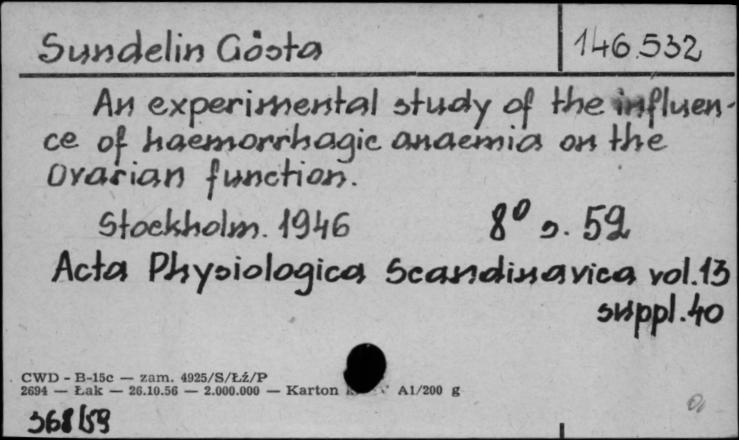 Sundelin Gösta 146.532
An experimental study of the influen-
ce of haemorrhagic anaemia on the
Ovarian function.
Stockholm. 1946 8° s. 52
Acta Physiologica Scandinavica vol. 13
suppl. 40
CWD - B-15c — zam. 4925/S/Łź/P
2694 — Łak — 26.10.56 — 2.000.000 — Karton A1/200 g
368/59